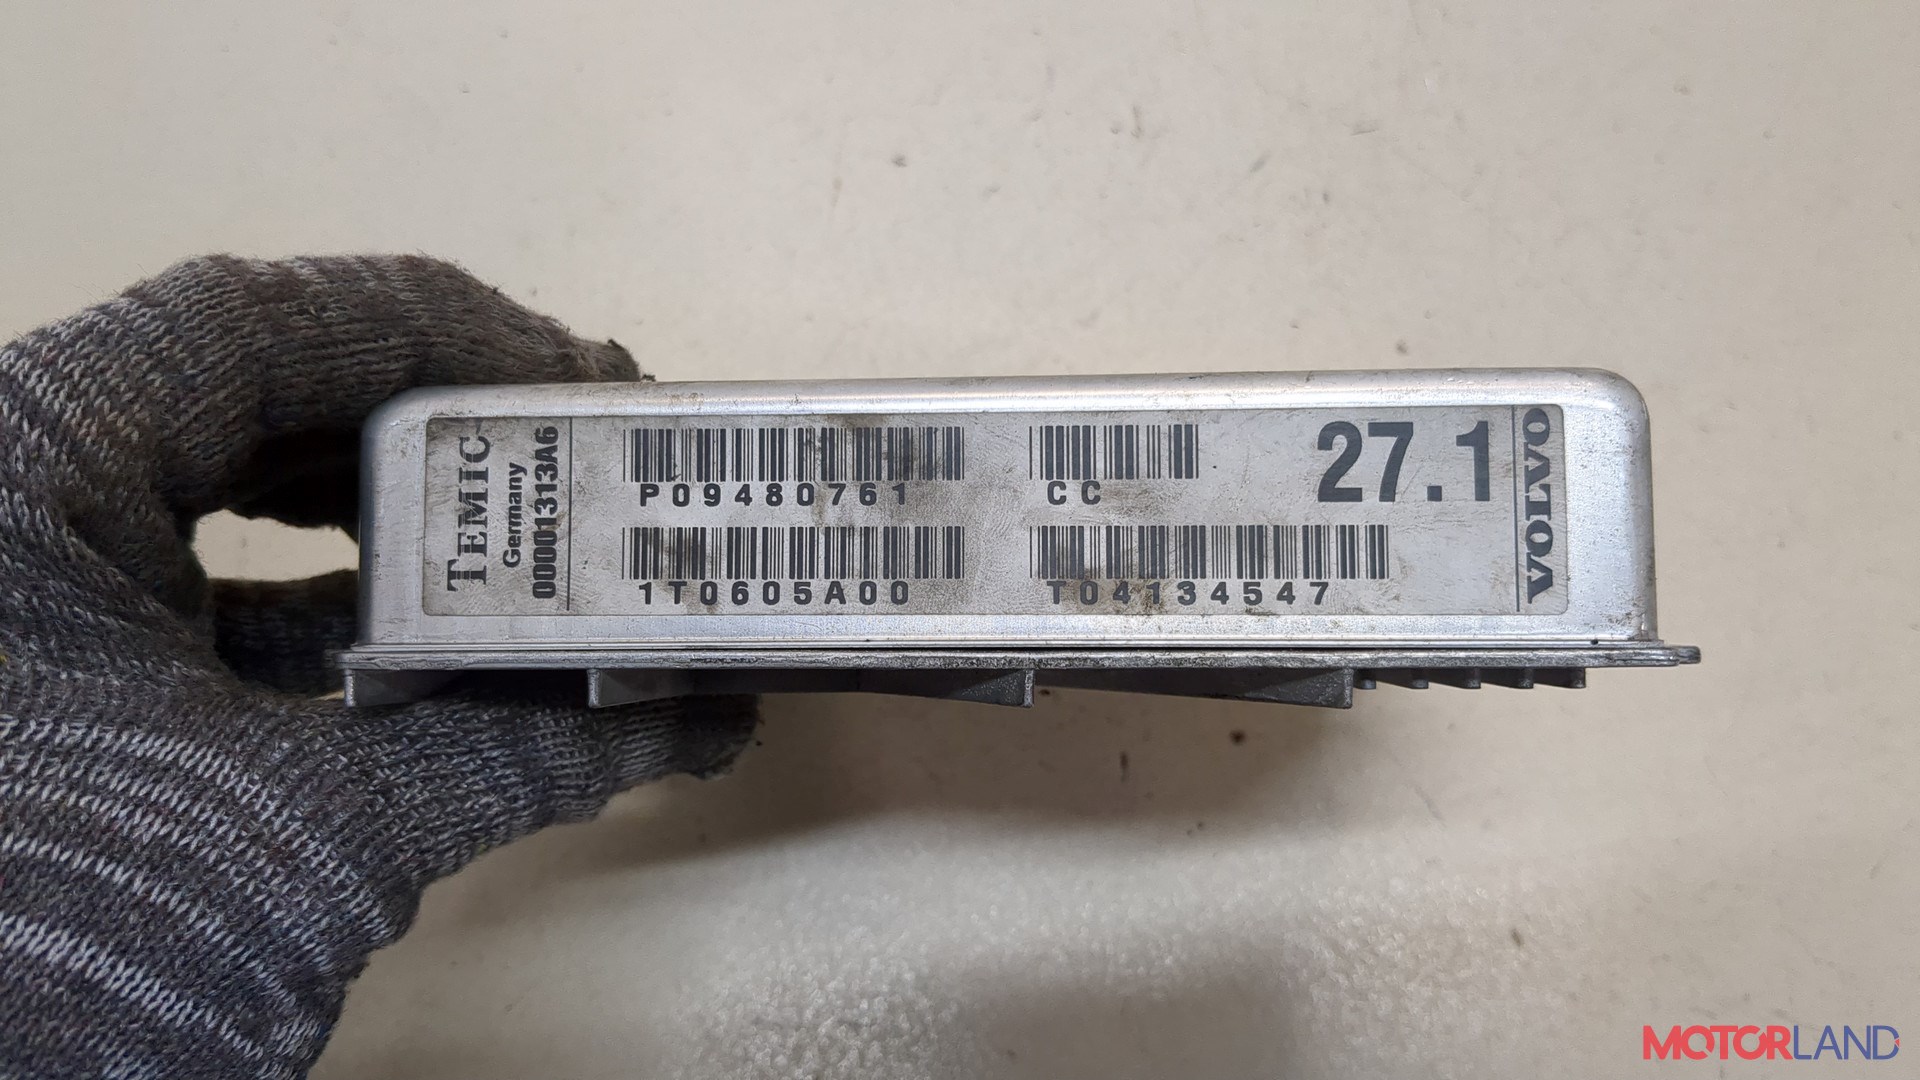 TEMIC
Germany
00001313A6
P09480761
CC
27.1
1T0605A00
T04134547
VOLVO
MOTORLAND